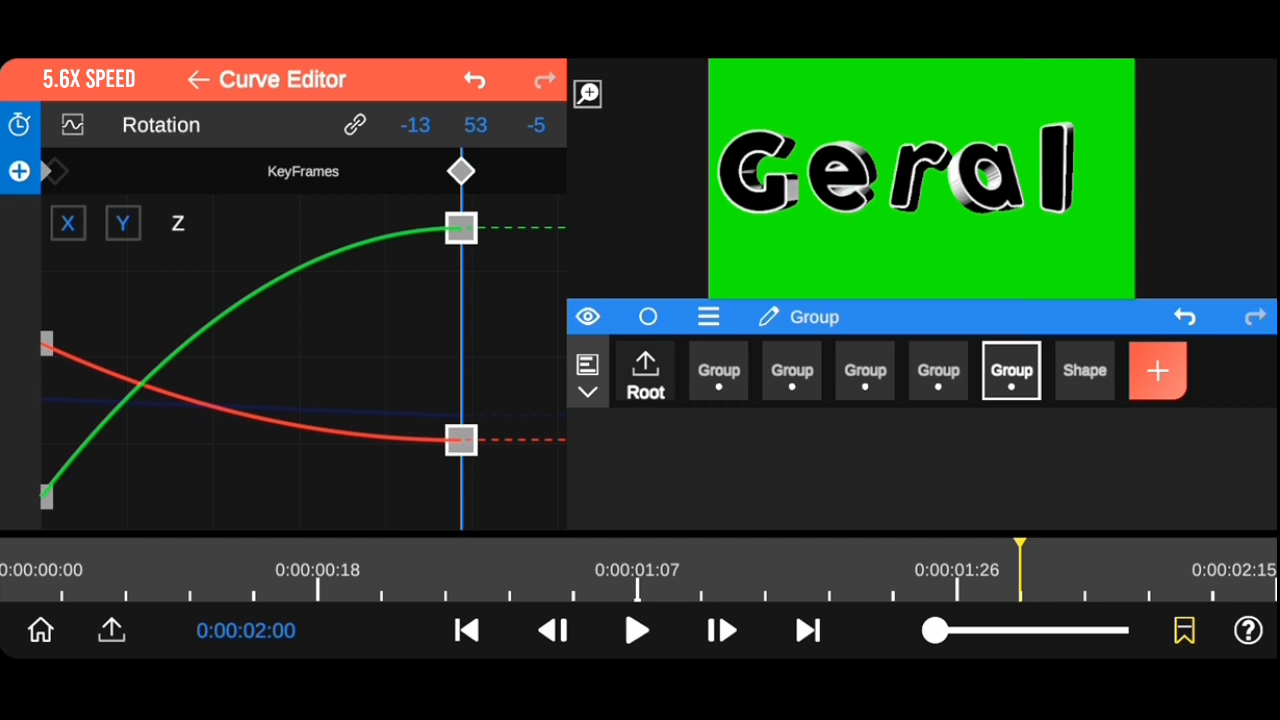 5.6X SPEED
Curve Editor
Rotation
-13 53 -5
KeyFrames
X Y Z
Geral
Group
Root
Group Group Group Group Group Shape
0:00:00:00 0:00:00:18 0:00:01:07 0:00:01:26 0:00:02:15
0:00:02:00